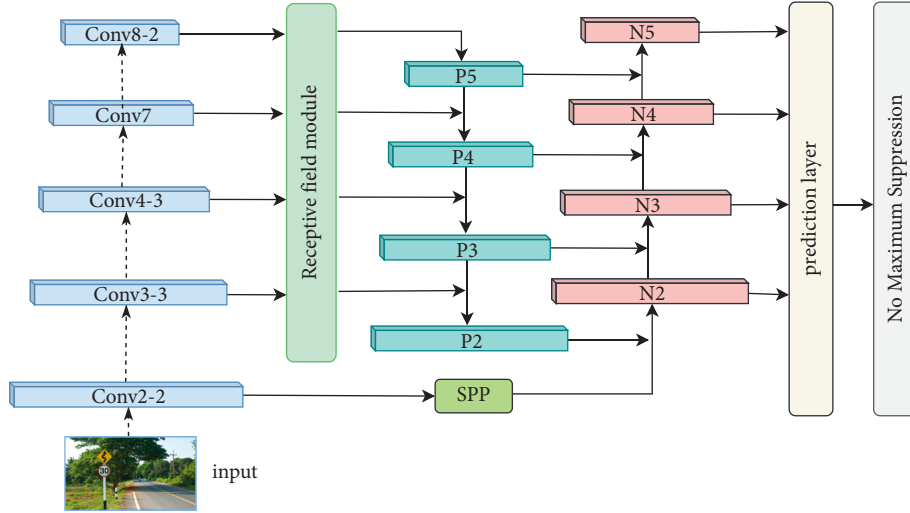 Conv8-2
Conv7
Conv4-3
Conv3-3
Conv2-2
input
30
Receptive field module
P5
P4
P3
P2
SPP
N5
N4
N3
N2
prediction layer
No Maximum Suppression